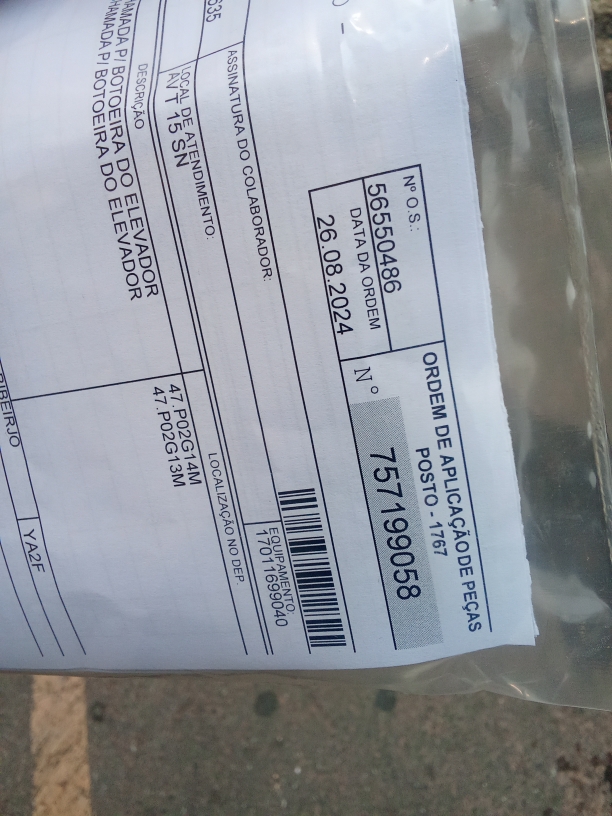 ORDEM DE APLICAÇÃO DE PEÇAS
POSTO - 1767
Nº O.S.:
56550486
DATA DA ORDEM
26.08.2024
Nº
757199058
ASSINATURA DO COLABORADOR:
EQUIPAMENTO
17011699040
LOCAL DE ATENDIMENTO:
AV T 15 SN
LOCALIZAÇÃO NO DEP.
DESCRIÇÃO
P/ BOTOEIRA DO ELEVADOR
47.P02G14M
P/ BOTOEIRA DO ELEVADOR
47.P02G13M
YA2F